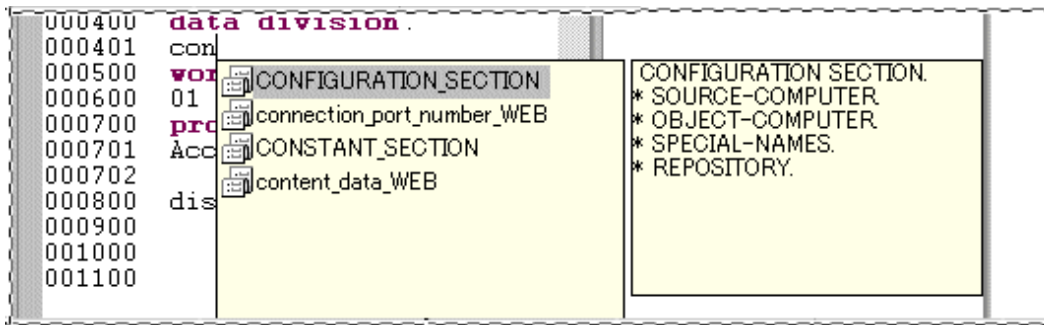 000400 data division.
000401 con
000500 wor
000600 01
000700 pro
000701 Acc
000702
000800 dis
000900
001000
001100
CONFIGURATION_SECTION
connection_port_number_WEB
CONSTANT_SECTION
content_data_WEB
CONFIGURATION SECTION.
* SOURCE-COMPUTER.
* OBJECT-COMPUTER.
* SPECIAL-NAMES.
* REPOSITORY.